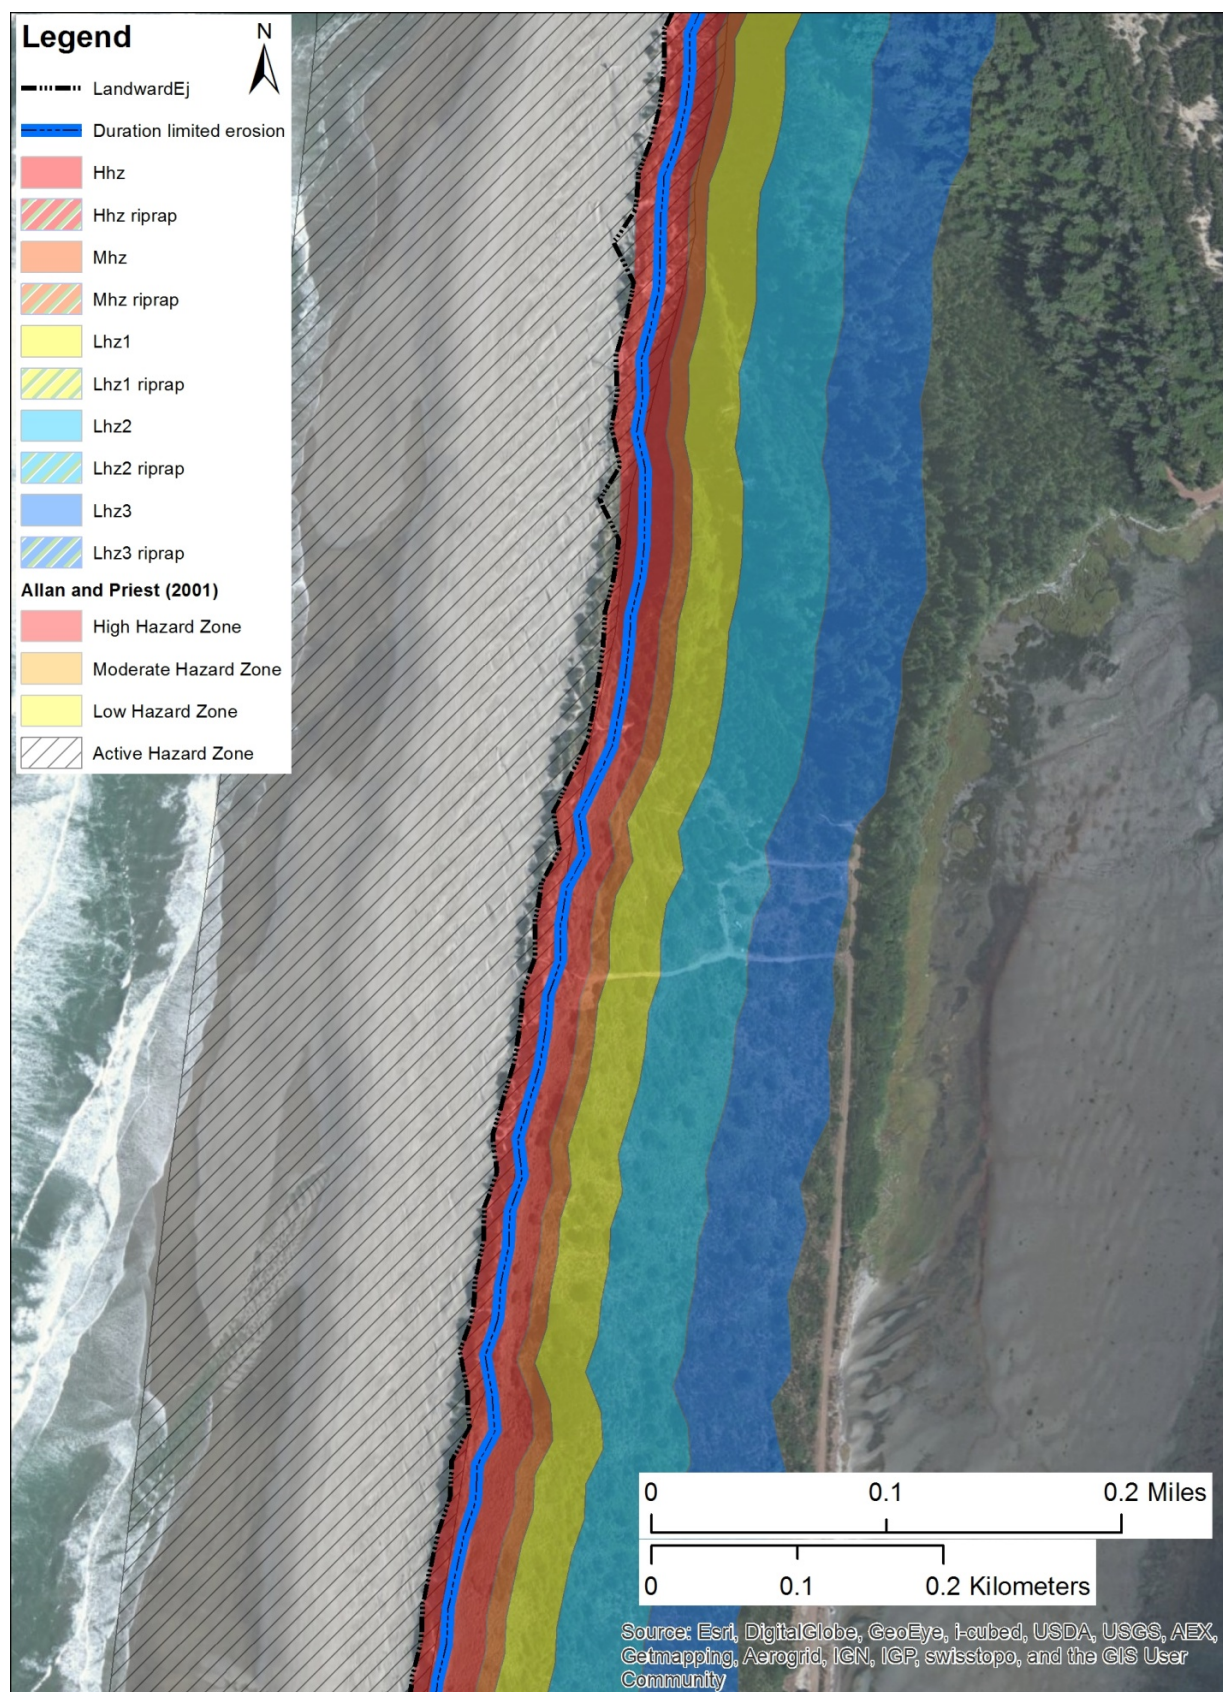 Legend
N
LandwardEj
Duration limited erosion
Hhz
Hhz riprap
Mhz
Mhz riprap
Lhz1
Lhz1 riprap
Lhz2
Lhz2 riprap
Lhz3
Lhz3 riprap
Allan and Priest (2001)
High Hazard Zone
Moderate Hazard Zone
Low Hazard Zone
Active Hazard Zone
0 0.1 0.2 Miles
0 0.1 0.2 Kilometers
Source: Esri, DigitalGlobe, GeoEye, i-cubed, USDA, USGS, AEX,
Getmapping, Aerogrid, IGN, IGP, swisstopo, and the GIS User
Community